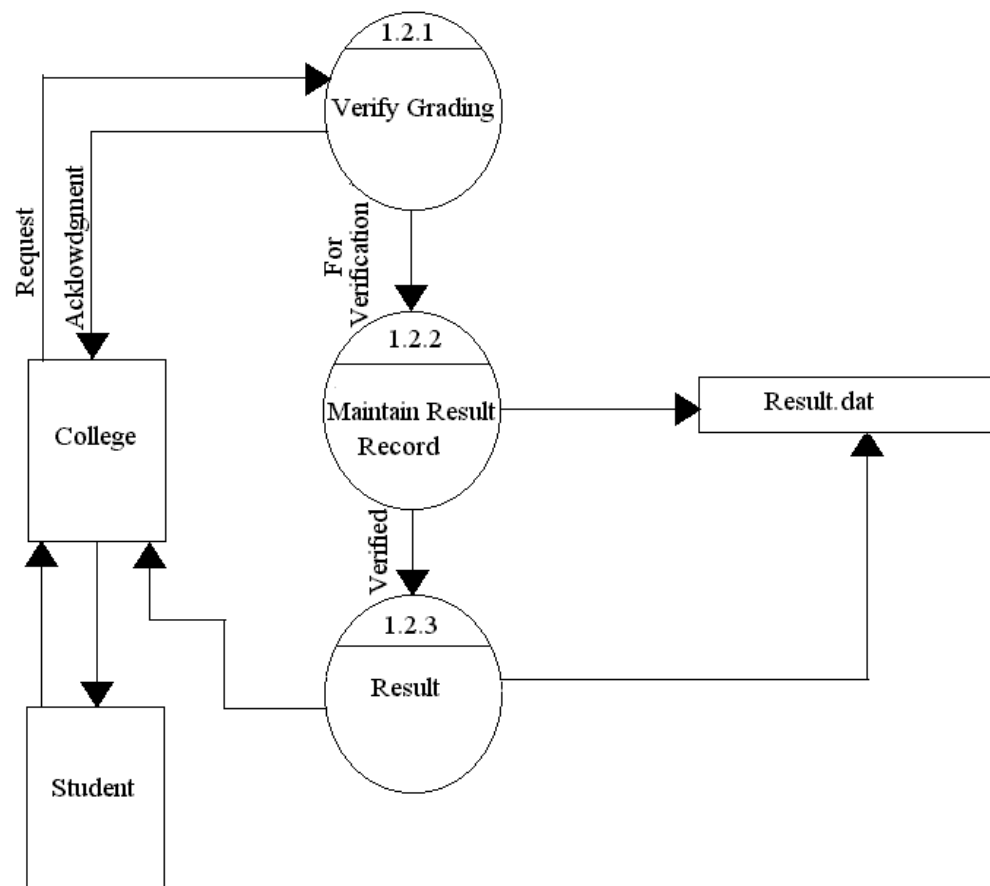 1.2.1
Verify Grading
Request
Acklowdgment
For
Verification
1.2.2
Maintain Result
Record
Result.dat
College
Verified
1.2.3
Result
Student